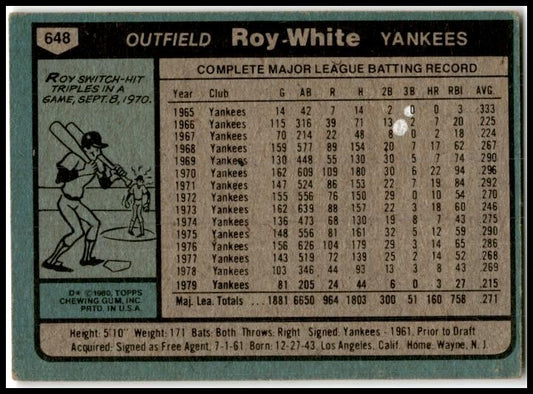 648 OUTFIELD Roy White YANKEES
ROY SWITCH-HIT
TRIPLES IN A
GAME, SEPT. 8, 1970.
D* © 1980, TOPPS
CHEWING GUM, INC.
PRTD. IN U.S.A.
COMPLETE MAJOR LEAGUE BATTING RECORD
Year Club G AB R H 2B 3B HR RBI AVG.
1965 Yankees 14 42 7 14 2 0 0 3 .333
1966 Yankees 115 316 39 71 13 2 7 20 .225
1967 Yankees 70 214 22 48 8 0 2 18 .224
1968 Yankees 159 577 89 154 20 7 17 62 .267
1969 Yankees 130 448 55 130 30 5 7 74 .290
1970 Yankees 162 609 109 180 30 6 22 94 .296
1971 Yankees 147 524 86 153 22 7 19 84 .292
1972 Yankees 155 556 76 150 29 0 10 54 .270
1973 Yankees 162 639 88 157 22 3 18 60 .246
1974 Yankees 136 473 68 130 19 8 7 43 .275
1975 Yankees 148 556 81 161 32 5 12 59 .290
1976 Yankees 156 626 104 179 29 3 14 65 .286
1977 Yankees 143 519 72 139 25 2 14 52 .268
1978 Yankees 103 346 44 93 13 3 8 43 .269
1979 Yankees 81 205 24 44 6 0 3 27 .215
Maj. Lea. Totals 1881 6650 964 1803 300 51 160 758 .271
Height: 5'10" Weight: 171 Bats: Both Throws: Right Signed: Yankees - 1961, Prior to Draft
Acquired: Signed as Free Agent, 7-1-61 Born: 12-27-43, Los Angeles, Calif. Home: Wayne, N. J.